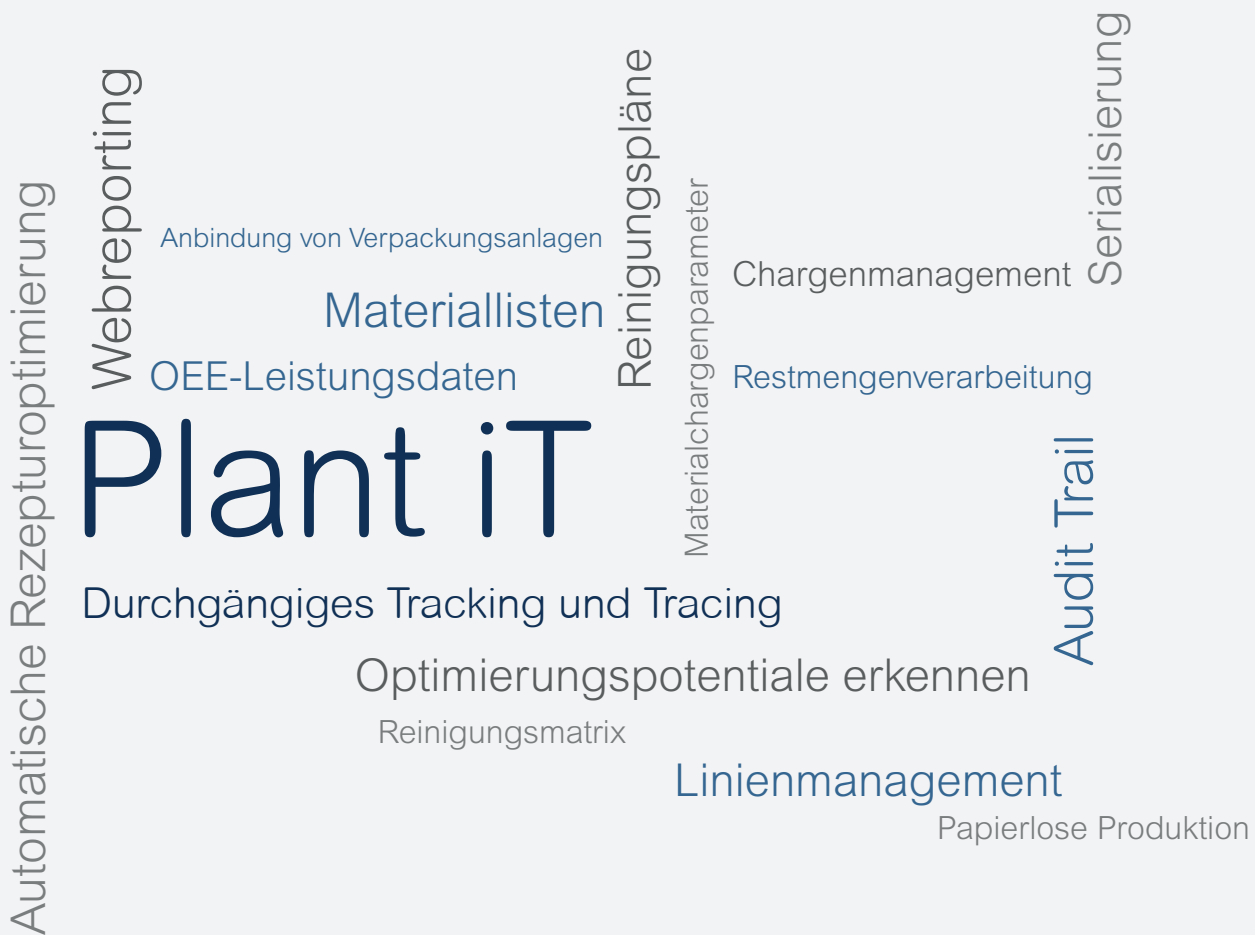 Automatische Rezepturoptimierung
Webreporting
Anbindung von Verpackungsanlagen
Materiallisten
OEE-Leistungsdaten
Reinigungspläne
Materialchargenparameter
Chargenmanagement
Serialisierung
Restmengenverarbeitung
Plant iT
Audit Trail
Durchgängiges Tracking und Tracing
Optimierungspotentiale erkennen
Reinigungsmatrix
Linienmanagement
Papierlose Produktion